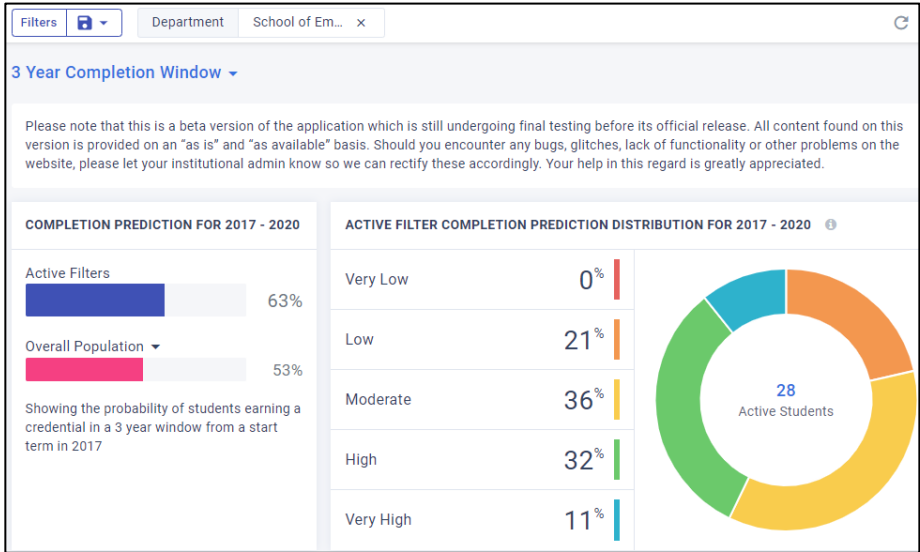 Filters
Department School of Em...
3 Year Completion Window
Please note that this is a beta version of the application which is still undergoing final testing before its official release. All content found on
this version is provided on an “as is” and “as available” basis. Should you encounter any bugs, glitches, lack of functionality or other problems on the
website, please let your institutional admin know so we can rectify these accordingly. Your help in this regard is greatly appreciated.
COMPLETION PREDICTION FOR 2017 - 2020
Active Filters
63%
Overall Population
53%
Showing the probability of students earning a
credential in a 3 year window from a start
term in 2017
ACTIVE FILTER COMPLETION PREDICTION DISTRIBUTION FOR 2017 - 2020
Very Low 0%
Low 21%
Moderate 36%
High 32%
Very High 11%
28
Active Students